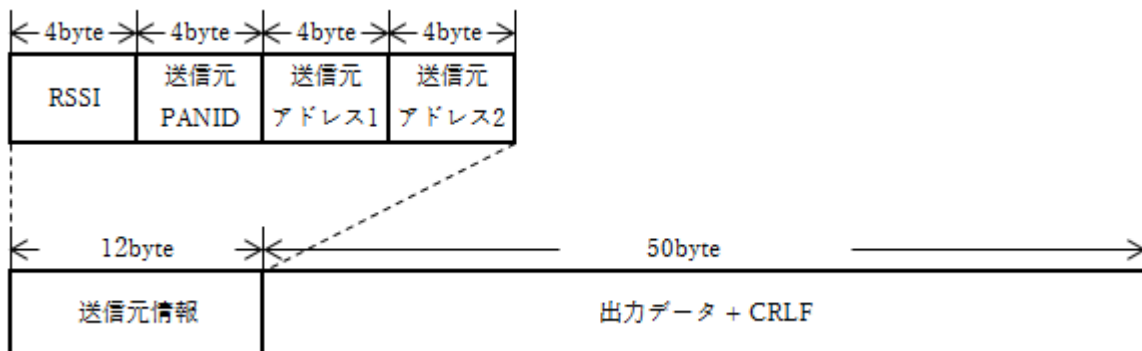 4byte 4byte 4byte 4byte
RSSI
送信元
PANID
送信元
アドレス1
送信元
アドレス2
12byte 50byte
送信元情報 出力データ + CRLF